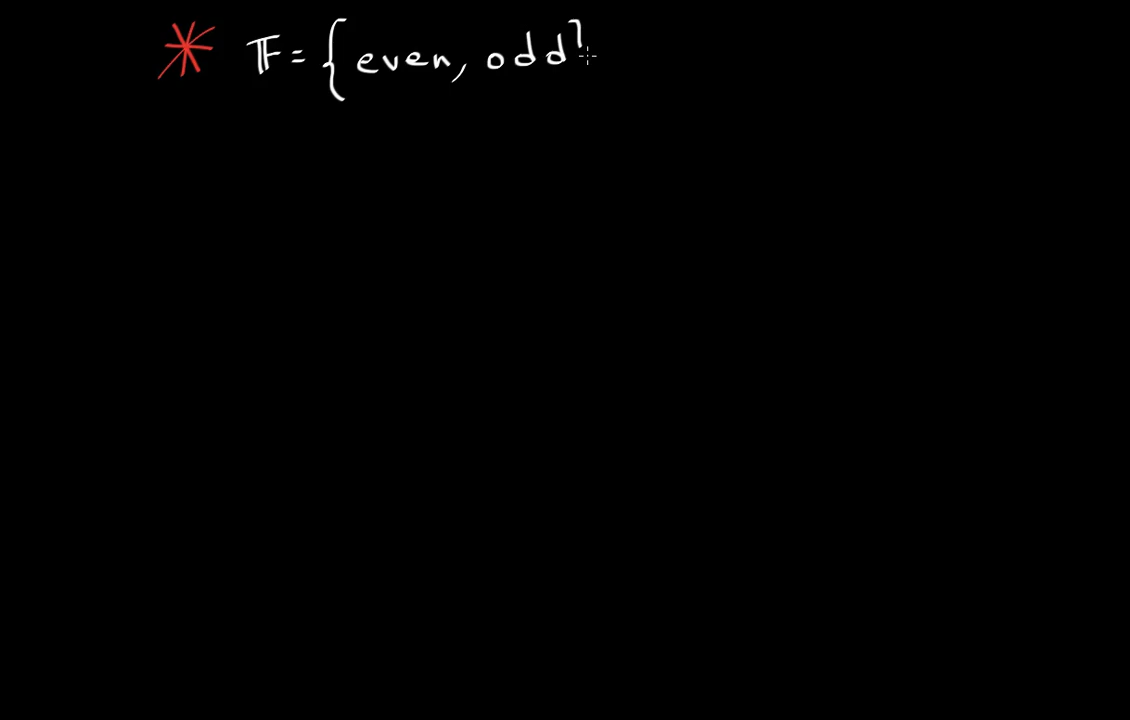 * 𝔽 = {even, odd}